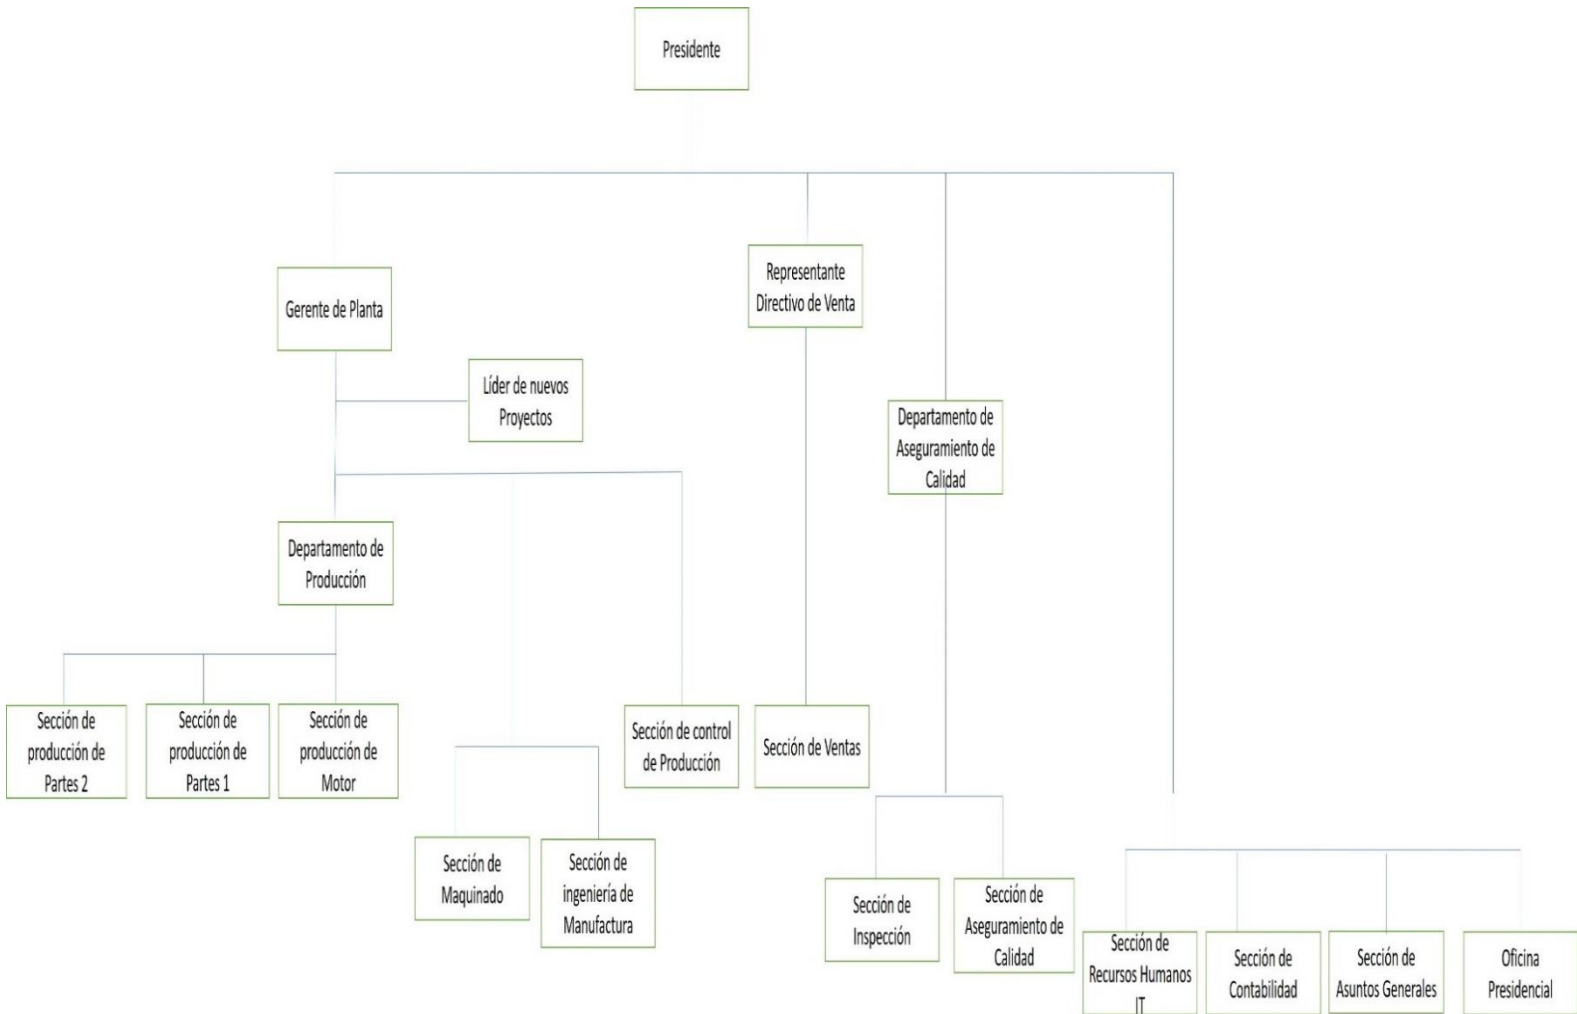 Presidente
Gerente de Planta
Representante
Directivo de Venta
Líder de nuevos
Proyectos
Departamento de
Aseguramiento de
Calidad
Departamento de
Producción
Sección de
producción de
Partes 2
Sección de
producción de
Partes 1
Sección de
producción de
Motor
Sección de control
de Producción
Sección de Ventas
Sección de
Maquinado
Sección de
ingeniería de
Manufactura
Sección de
Inspección
Sección de
Aseguramiento de
Calidad
Sección de
Recursos Humanos
IT
Sección de
Contabilidad
Sección de
Asuntos Generales
Oficina
Presidencial